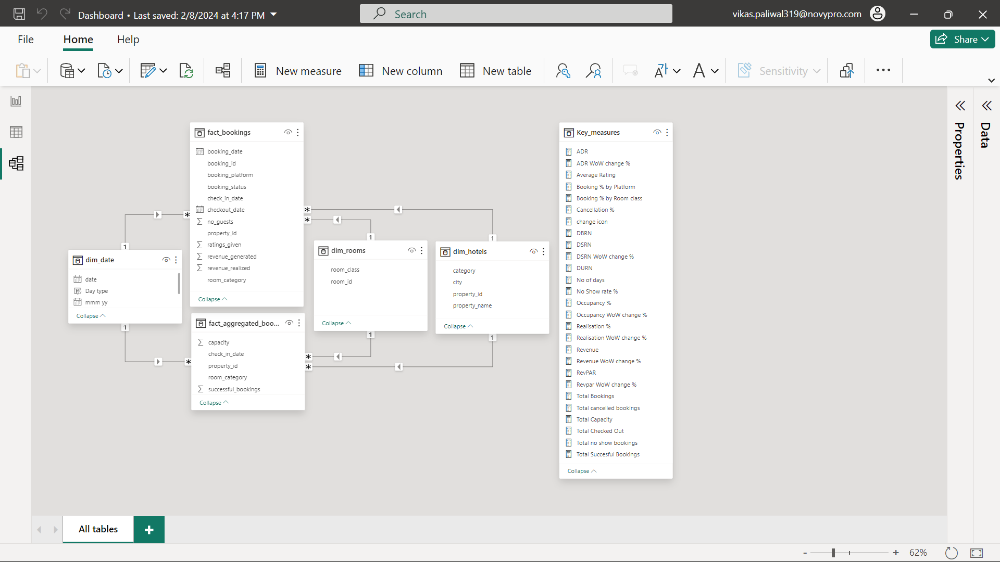 Dashboard • Last saved: 2/8/2024 at 4:17 PM
Search
vikas.paliwal319@novypro.com
File
Home
Help
Share
New measure
New column
New table
Sensitivity
Properties
Data
fact_bookings
booking_date
booking_id
booking_platform
booking_status
check_in_date
checkout_date
no_guests
property_id
ratings_given
revenue_generated
revenue_realized
room_category
Collapse
dim_date
date
Day type
mmm yy
Collapse
fact_aggregated_boo...
capacity
check_in_date
property_id
room_category
successful_bookings
Collapse
dim_rooms
room_class
room_id
Collapse
dim_hotels
category
city
property_id
property_name
Collapse
Key_measures
ADR
ADR WoW change %
Average Rating
Booking % by Platform
Booking % by Room class
Cancellation %
change icon
DBRN
DSRN
DSRN WoW change %
DURN
No of days
No Show rate %
Occupancy %
Occupancy WoW change %
Realisation %
Realisation WoW change %
Revenue
Revenue WoW change %
RevPAR
Revpar WoW change %
Total Bookings
Total cancelled bookings
Total Capacity
Total Checked Out
Total no show bookings
Total Succesful Bookings
Collapse
1
*
1
*
*
*
1
1
1
1
*
*
All tables
+
- + 62%